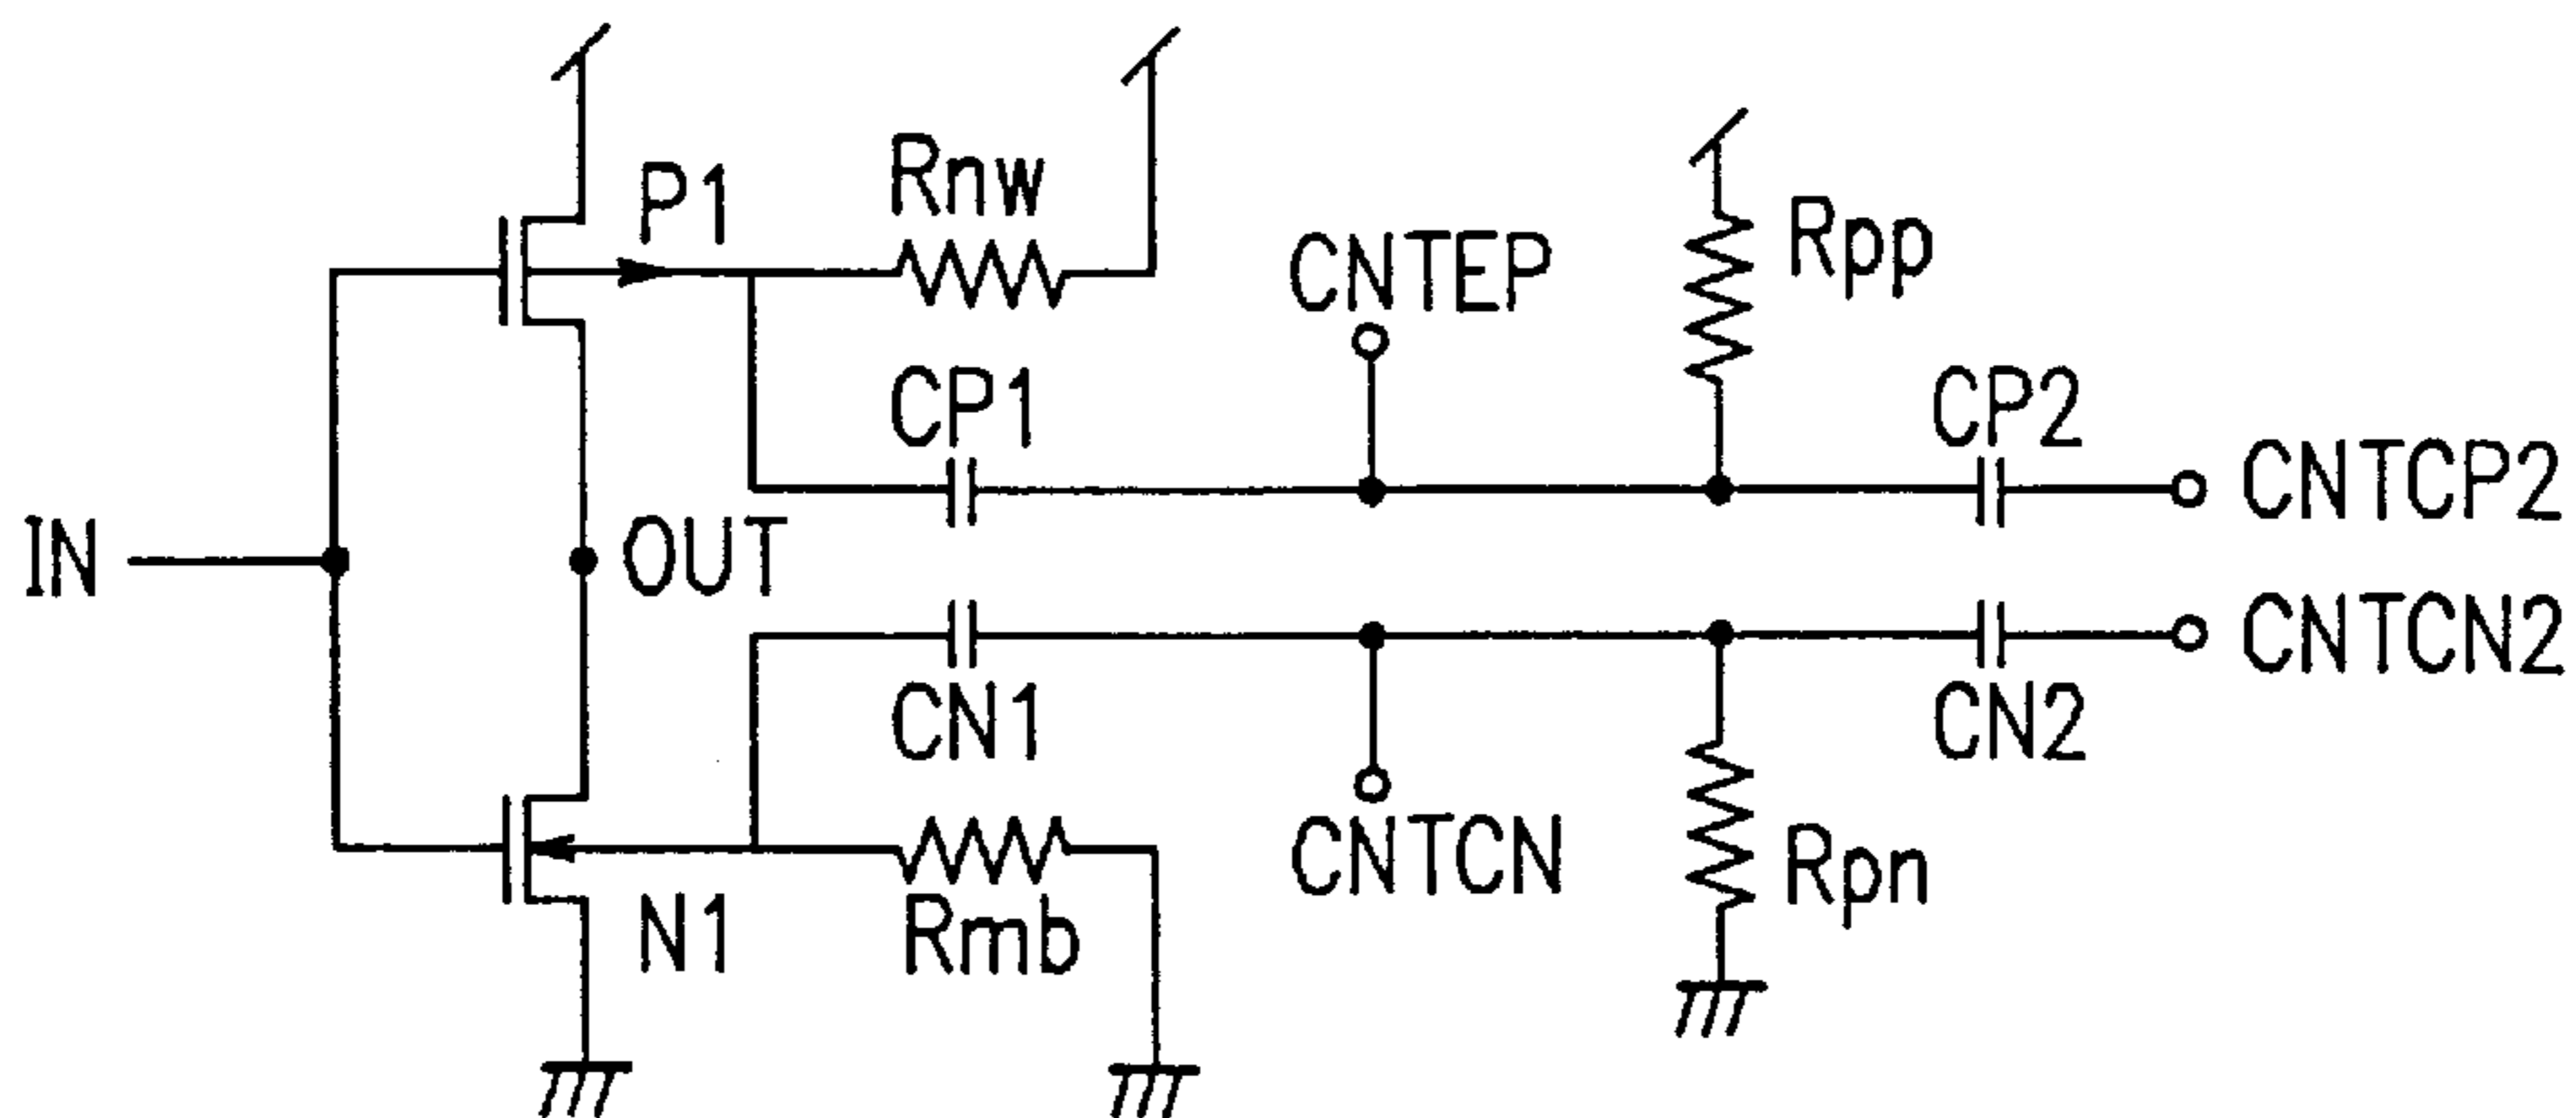 P1
Rnw
Rpp
CNTEP
CP1
CP2
CNTCP2
IN
OUT
CNTCN2
CN1
CN2
CNTCN
Rpn
N1
Rmb